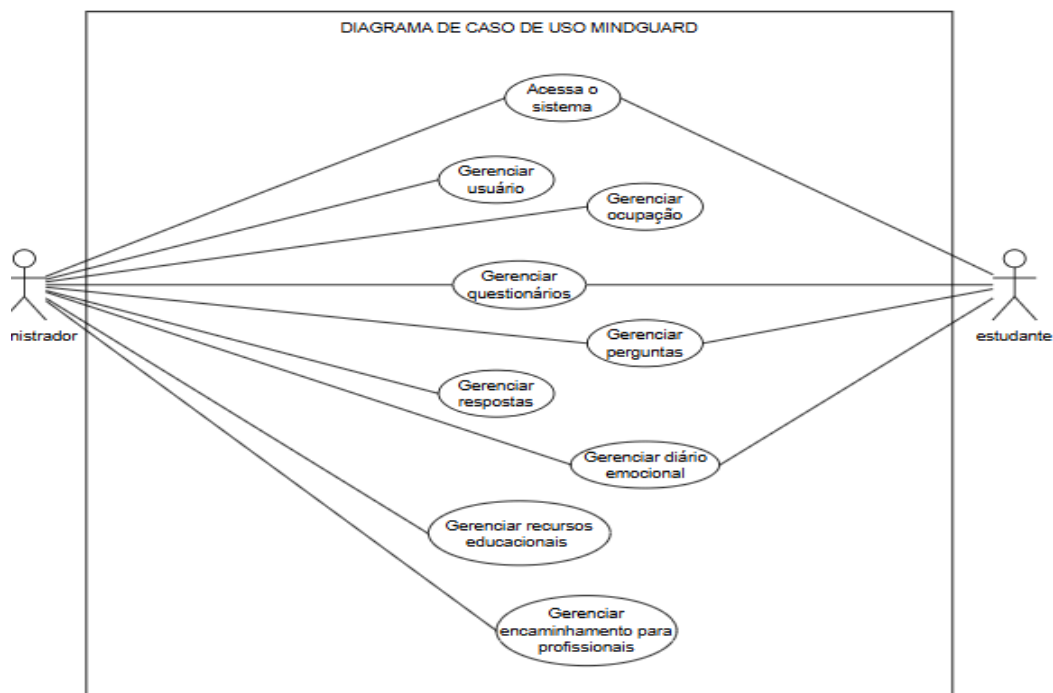 DIAGRAMA DE CASO DE USO MINDGUARD
Acessa o
sistema
Gerenciar
usuário
Gerenciar
ocupação
Gerenciar
questionários
nistrador
estudante
Gerenciar
perguntas
Gerenciar
respostas
Gerenciar diário
emocional
Gerenciar recursos
educacionais
Gerenciar
encaminhamento para
profissionais